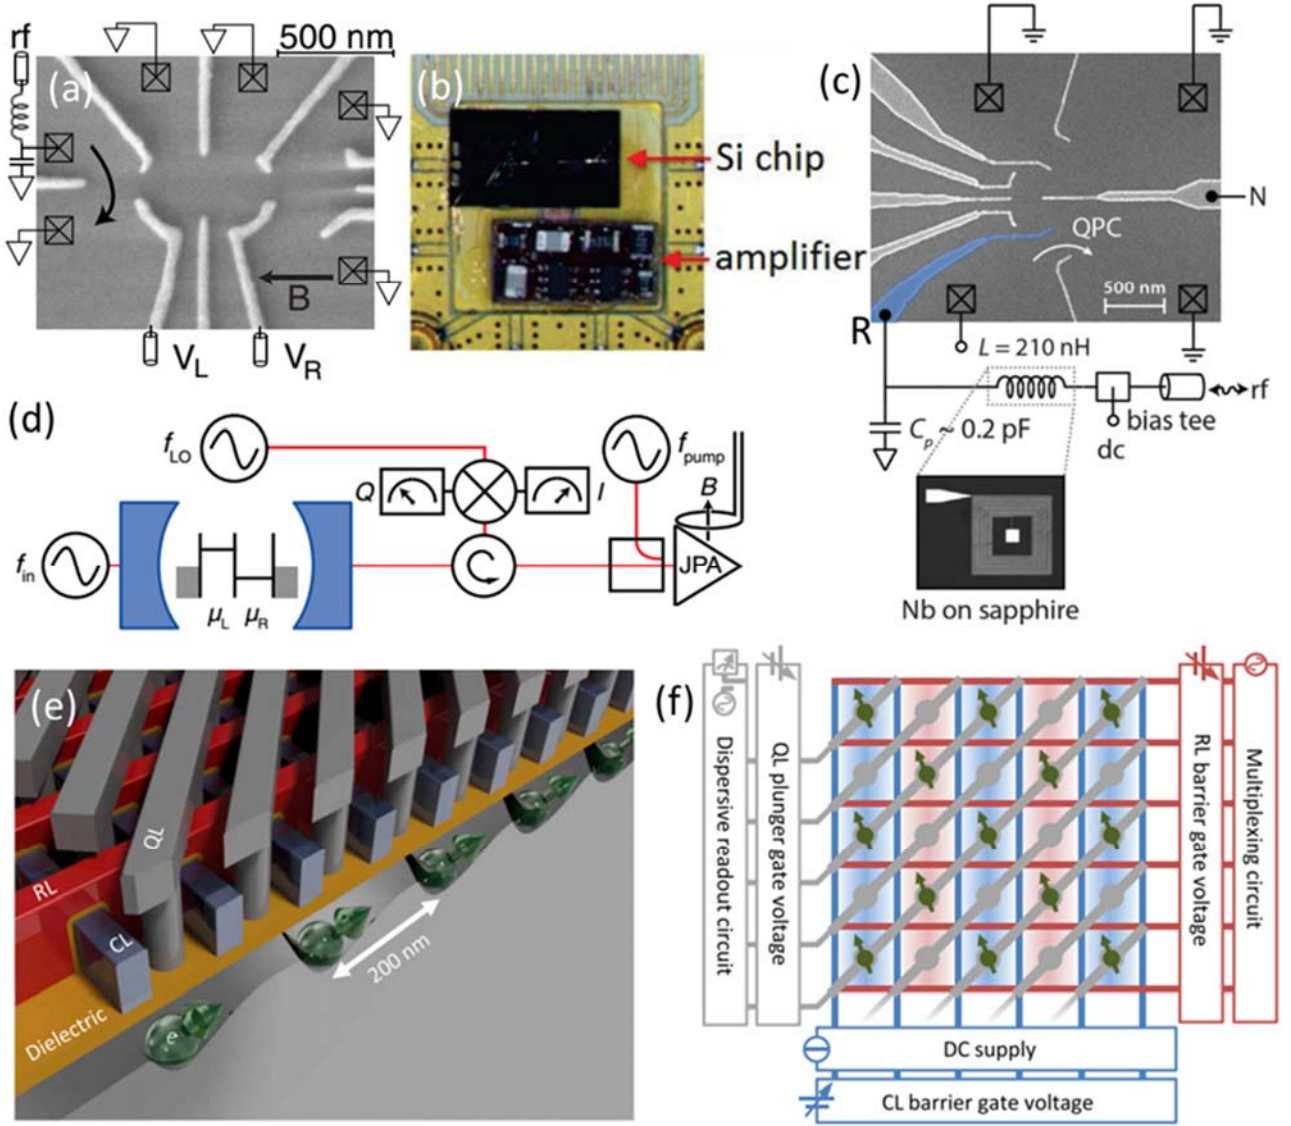 rf
500 nm
(a)
B
V_L
V_R
(b)
Si chip
amplifier
(c)
N
QPC
500 nm
R
L = 210 nH
rf
C_p ~ 0.2 pF
bias tee
dc
Nb on sapphire
(d)
f_LO
f_pump
Q
I
B
f_in
JPA
μ_L
μ_R
(e)
QL
RL
CL
200 nm
Dielectric
e
(f)
Dispersive readout circuit
QL plunger gate voltage
RL barrier gate voltage
Multiplexing circuit
DC supply
CL barrier gate voltage